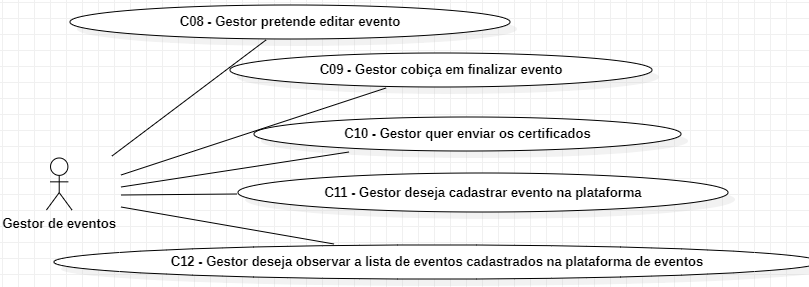 C08 - Gestor pretende editar evento
C09 - Gestor cobiça em finalizar evento
C10 - Gestor quer enviar os certificados
C11 - Gestor deseja cadastrar evento na plataforma
Gestor de eventos
C12 - Gestor deseja observar a lista de eventos cadastrados na plataforma de eventos